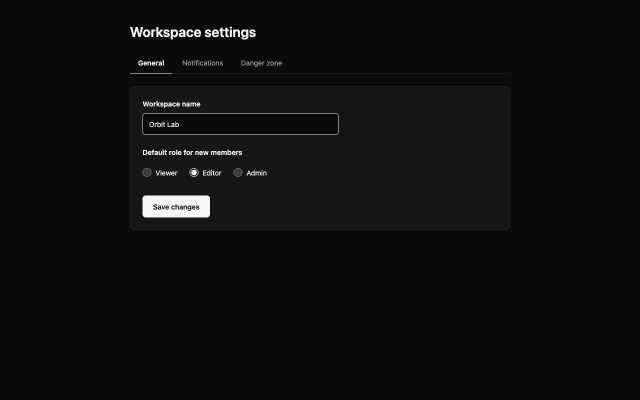 Workspace settings
General Notifications Danger zone
Workspace name
Orbit Lab
Default role for new members
Viewer Editor Admin
Save changes